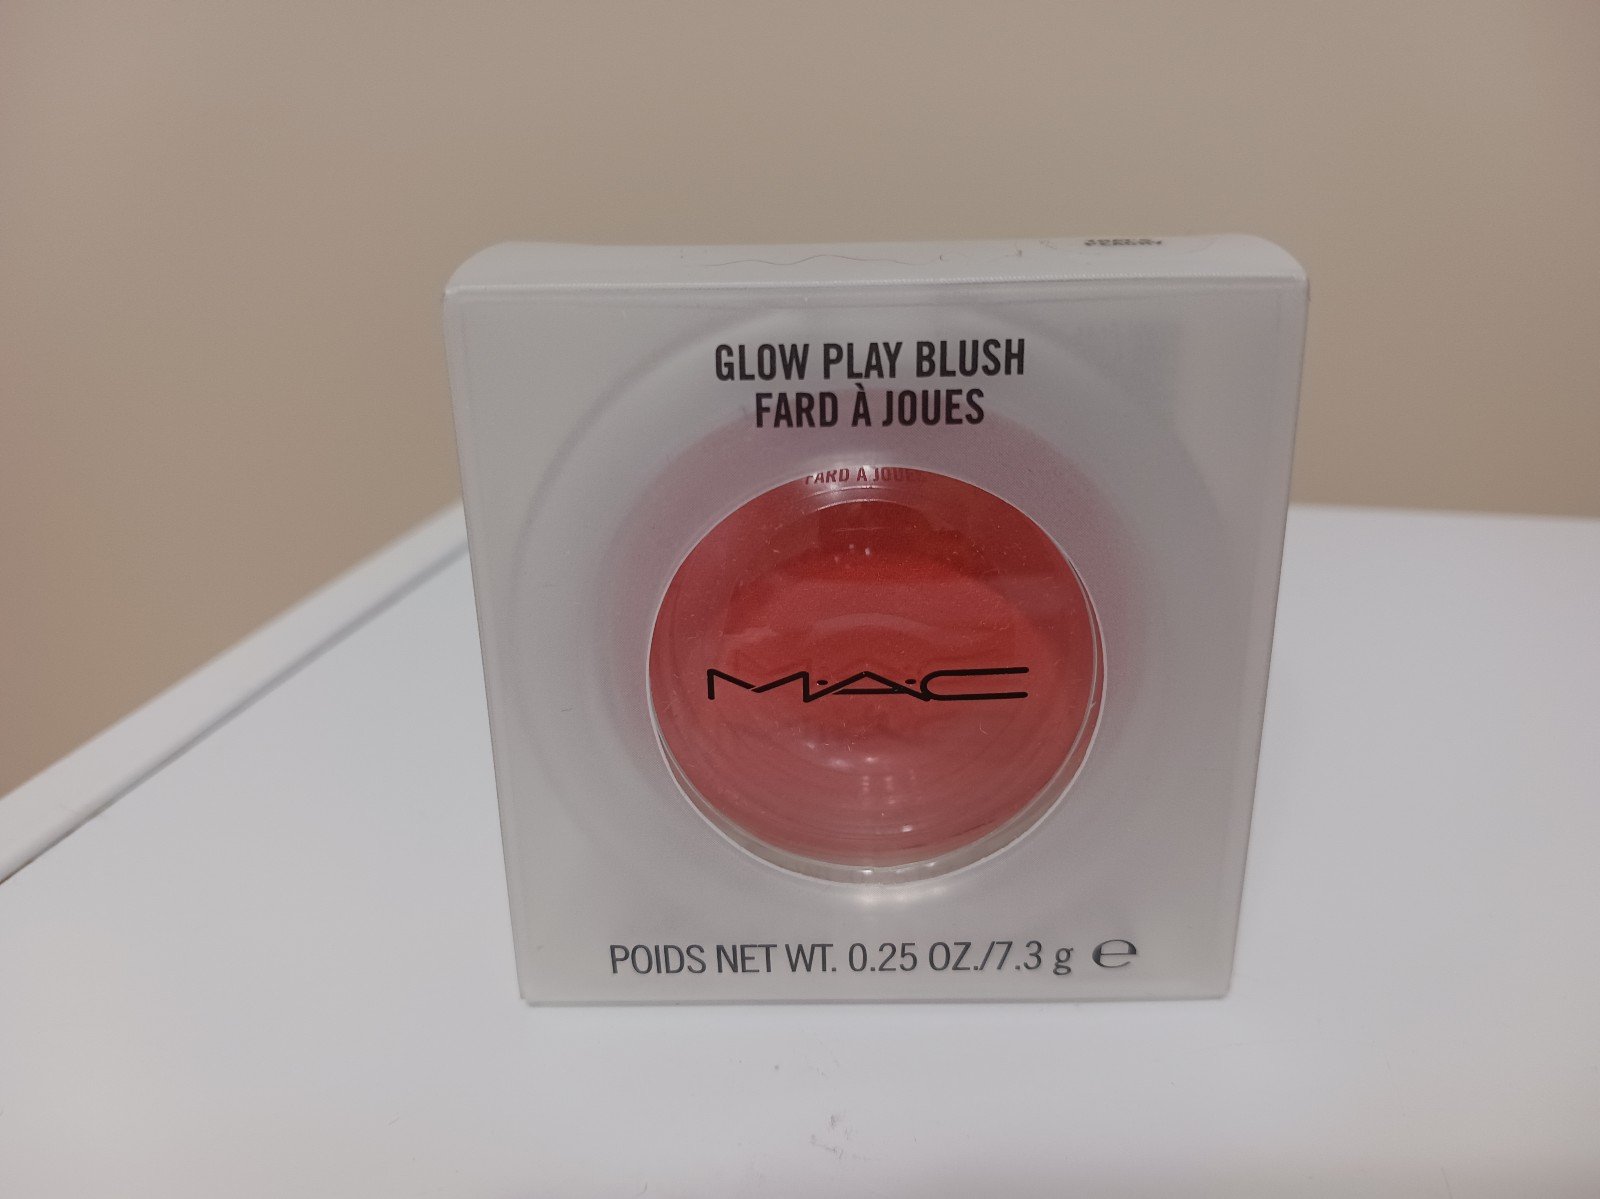 GLOW PLAY BLUSH
FARD À JOUES
FARD À JOUES
M·A·C
POIDS NET WT. 0.25 OZ./7.3 g ℮